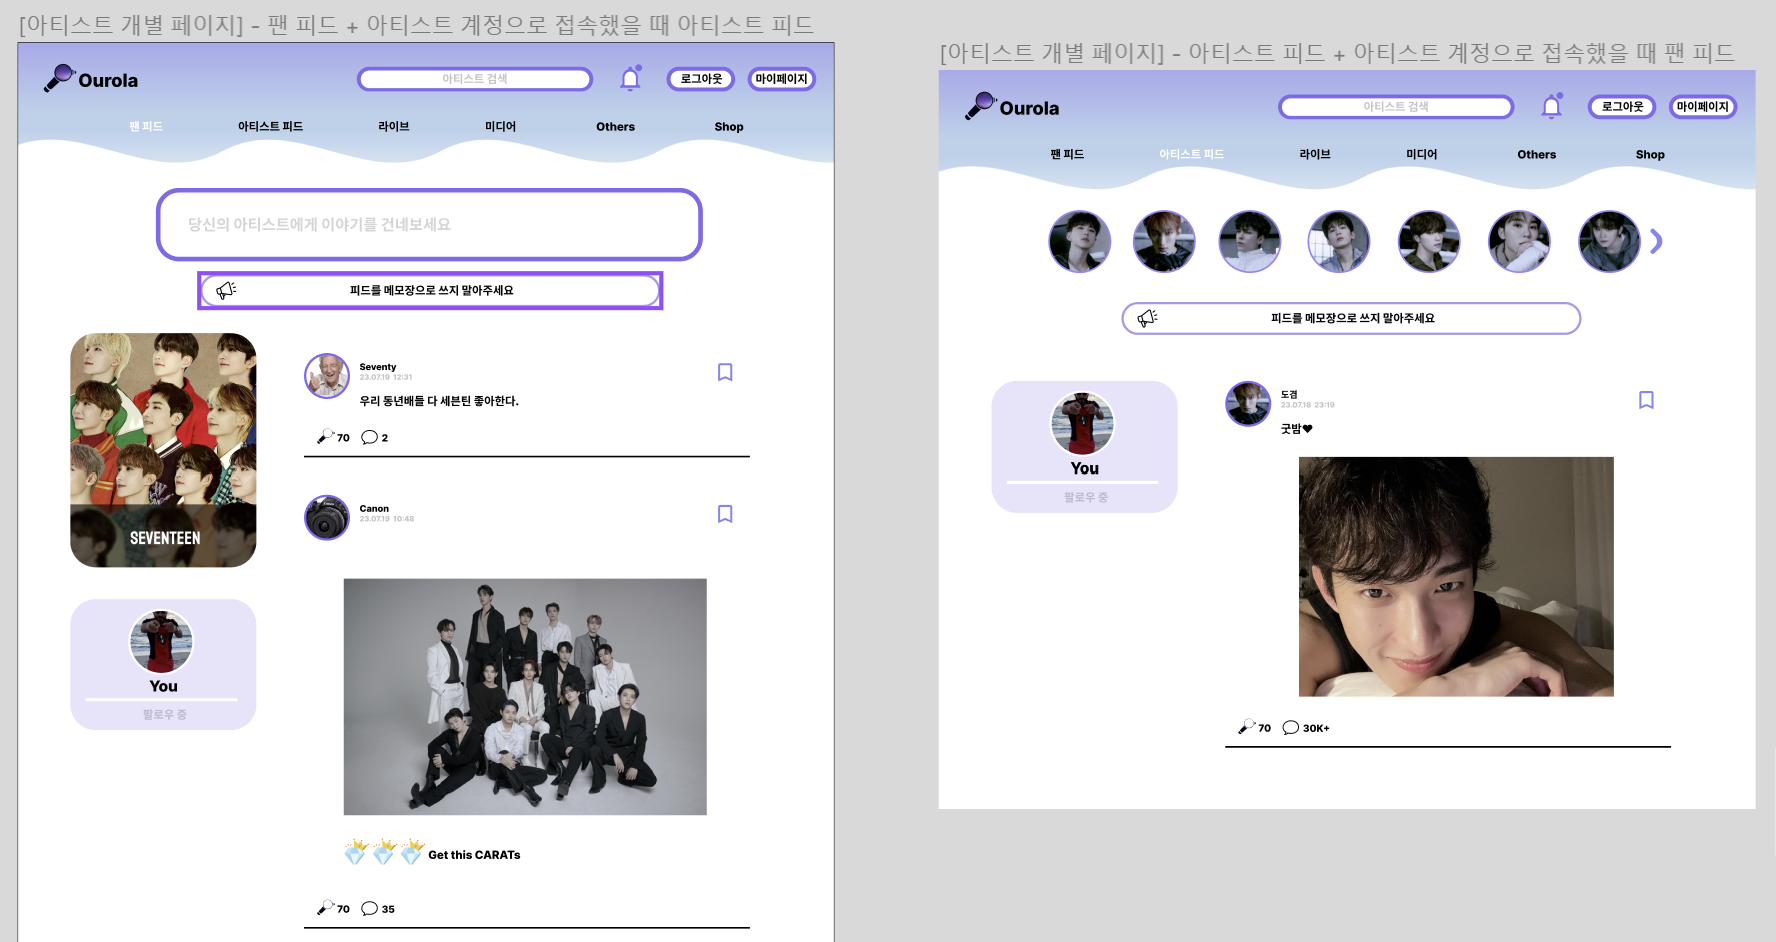 [아티스트 개별 페이지] - 팬 피드 + 아티스트 계정으로 접속했을 때 아티스트 피드
Ourola
아티스트 검색
로그아웃
마이페이지
팬 피드
아티스트 피드
라이브
미디어
Others
Shop
당신의 아티스트에게 이야기를 건네보세요
피드를 메모장으로 쓰지 말아주세요
SEVENTEEN
You
팔로우 중
Seventy
23.07.19 12:31
우리 동년배들 다 세븐틴 좋아한다.
70
2
Canon
23.07.19 10:48
Get this CARATs
70
35
[아티스트 개별 페이지] - 아티스트 피드 + 아티스트 계정으로 접속했을 때 팬 피드
Ourola
아티스트 검색
로그아웃
마이페이지
팬 피드
아티스트 피드
라이브
미디어
Others
Shop
피드를 메모장으로 쓰지 말아주세요
You
팔로우 중
도겸
23.07.18 23:19
굿밤🖤
70
30K+